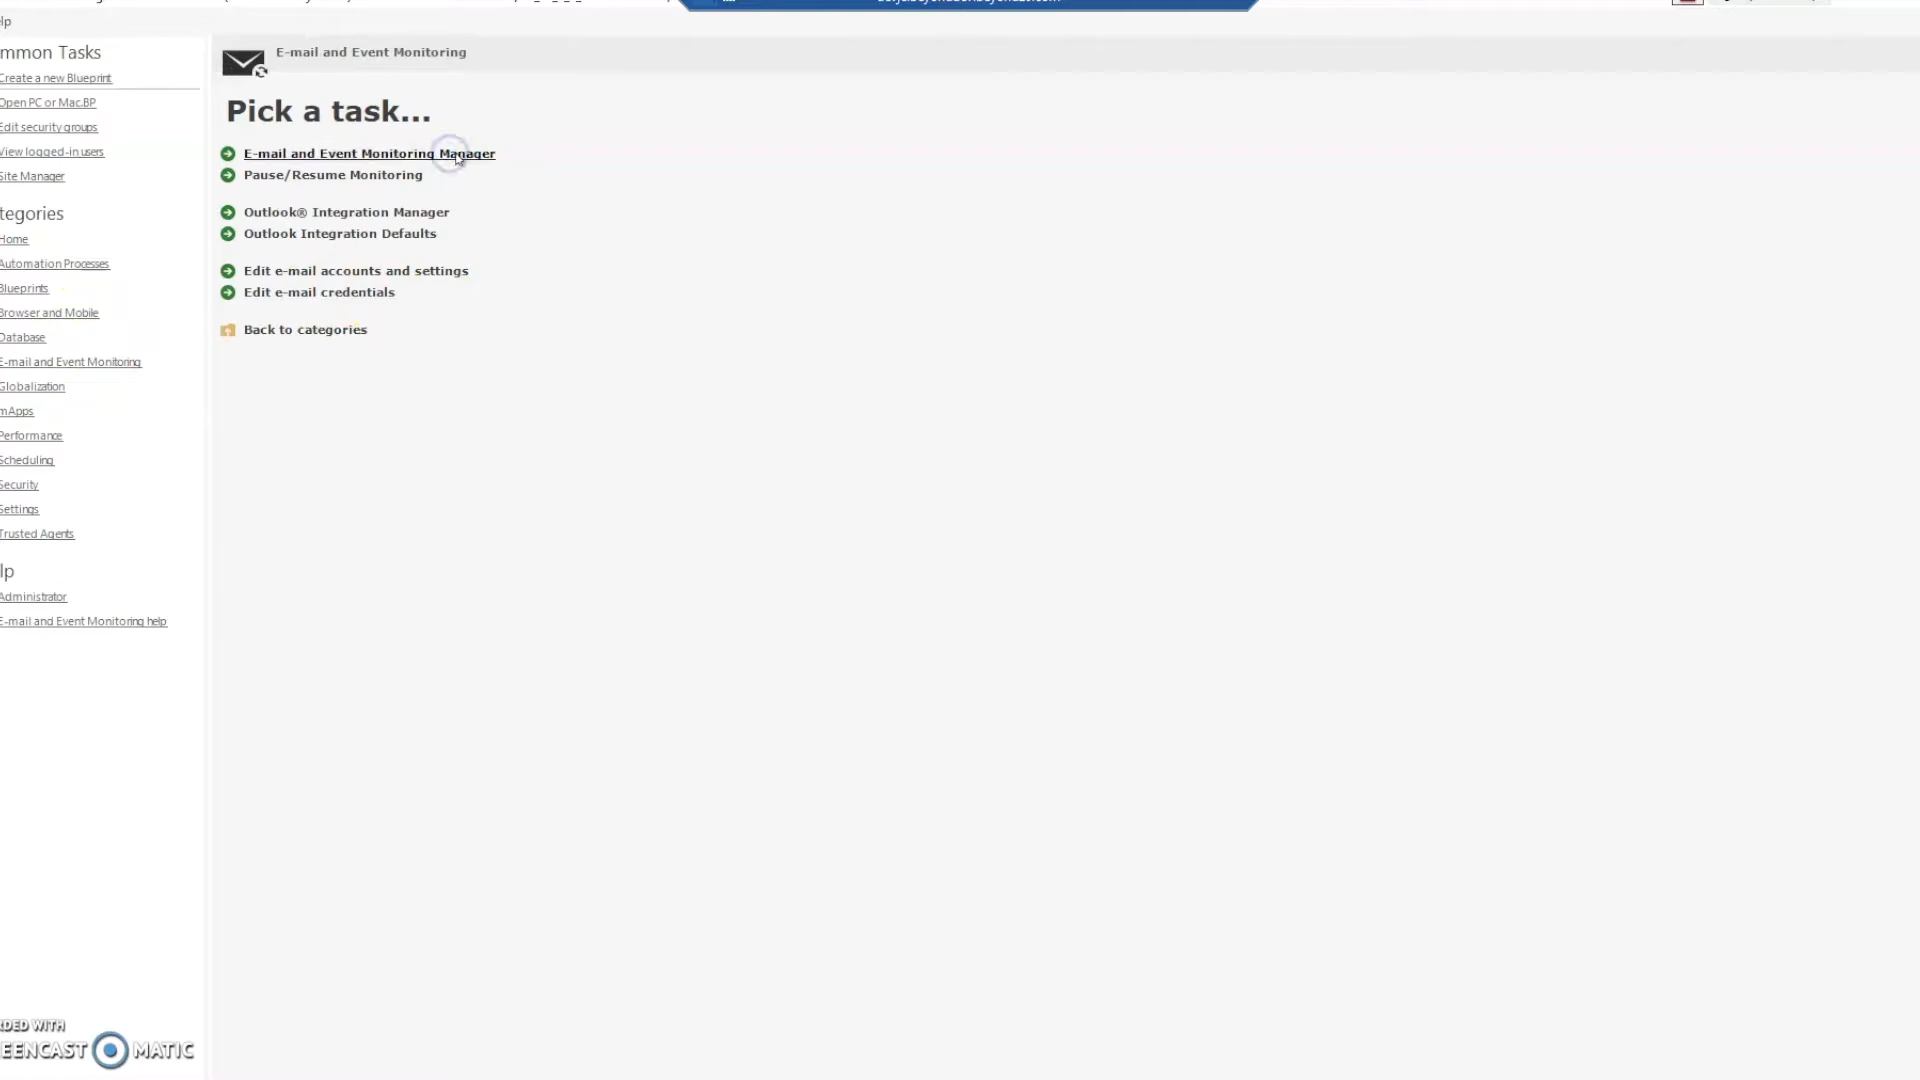 elp
mmon Tasks
Create a new Blueprint
Open PC or Mac.BP
Edit security groups
View logged-in users
Site Manager
tegories
Home
Automation Processes
Blueprints
Browser and Mobile
Database
E-mail and Event Monitoring
Globalization
mApps
Performance
Scheduling
Security
Settings
Trusted Agents
lp
Administrator
E-mail and Event Monitoring help
E-mail and Event Monitoring
Pick a task...
E-mail and Event Monitoring Manager
Pause/Resume Monitoring
Outlook® Integration Manager
Outlook Integration Defaults
Edit e-mail accounts and settings
Edit e-mail credentials
Back to categories
RDED WITH
EENCAST MATIC